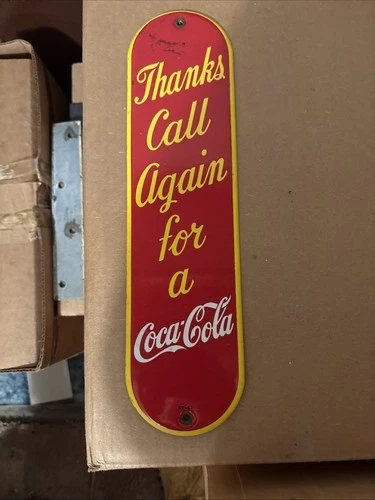 Thanks
Call
Again
for
a
Coca-Cola